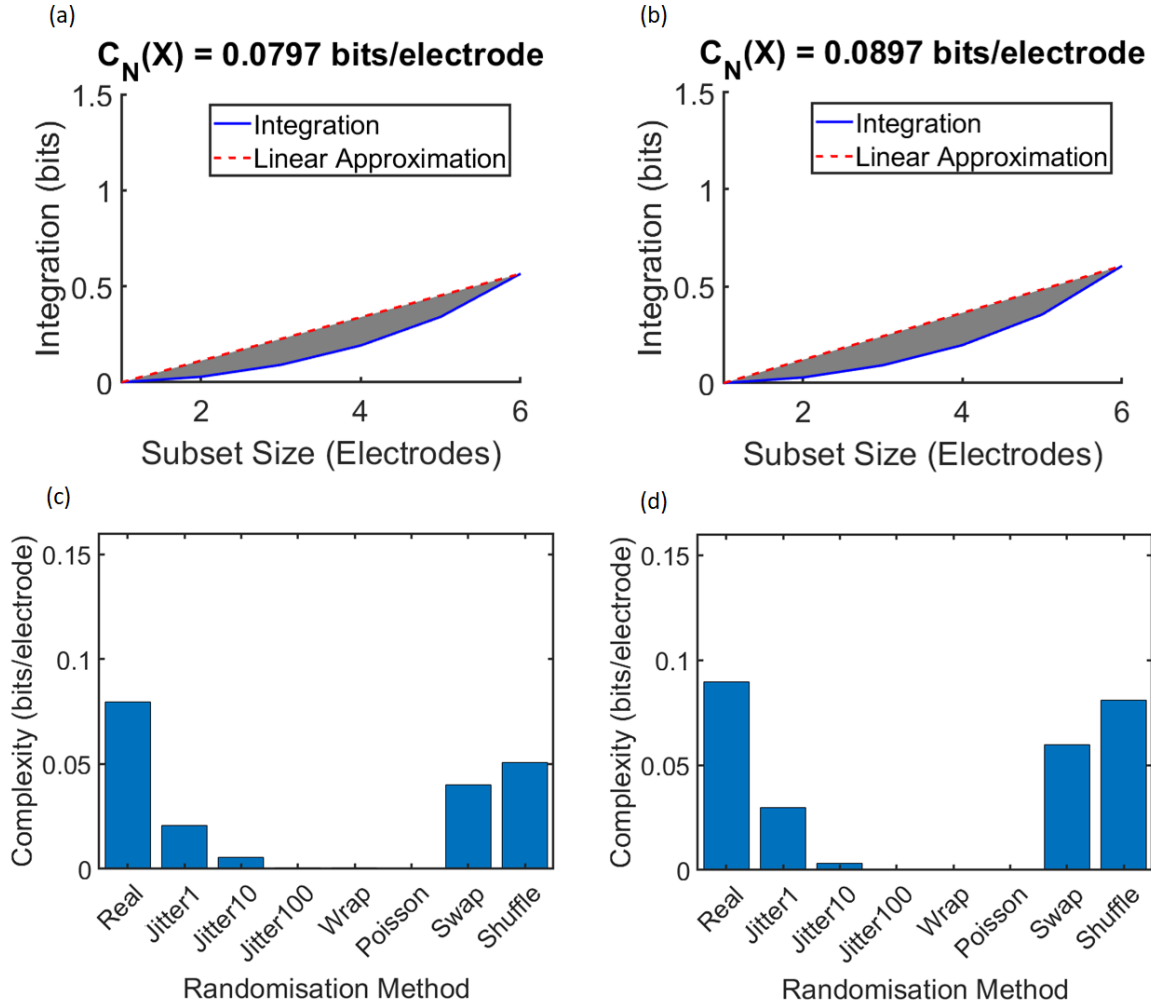 (a)
C_N(X) = 0.0797 bits/electrode
1.5
1
0.5
0
Integration (bits)
Integration
Linear Approximation
2 4 6
Subset Size (Electrodes)
(b)
C_N(X) = 0.0897 bits/electrode
1.5
1
0.5
0
Integration (bits)
Integration
Linear Approximation
2 4 6
Subset Size (Electrodes)
(c)
0.15
0.1
0.05
0
Complexity (bits/electrode)
Real Jitter1 Jitter10 Jitter100 Wrap Poisson Swap Shuffle
Randomisation Method
(d)
0.15
0.1
0.05
0
Complexity (bits/electrode)
Real Jitter1 Jitter10 Jitter100 Wrap Poisson Swap Shuffle
Randomisation Method